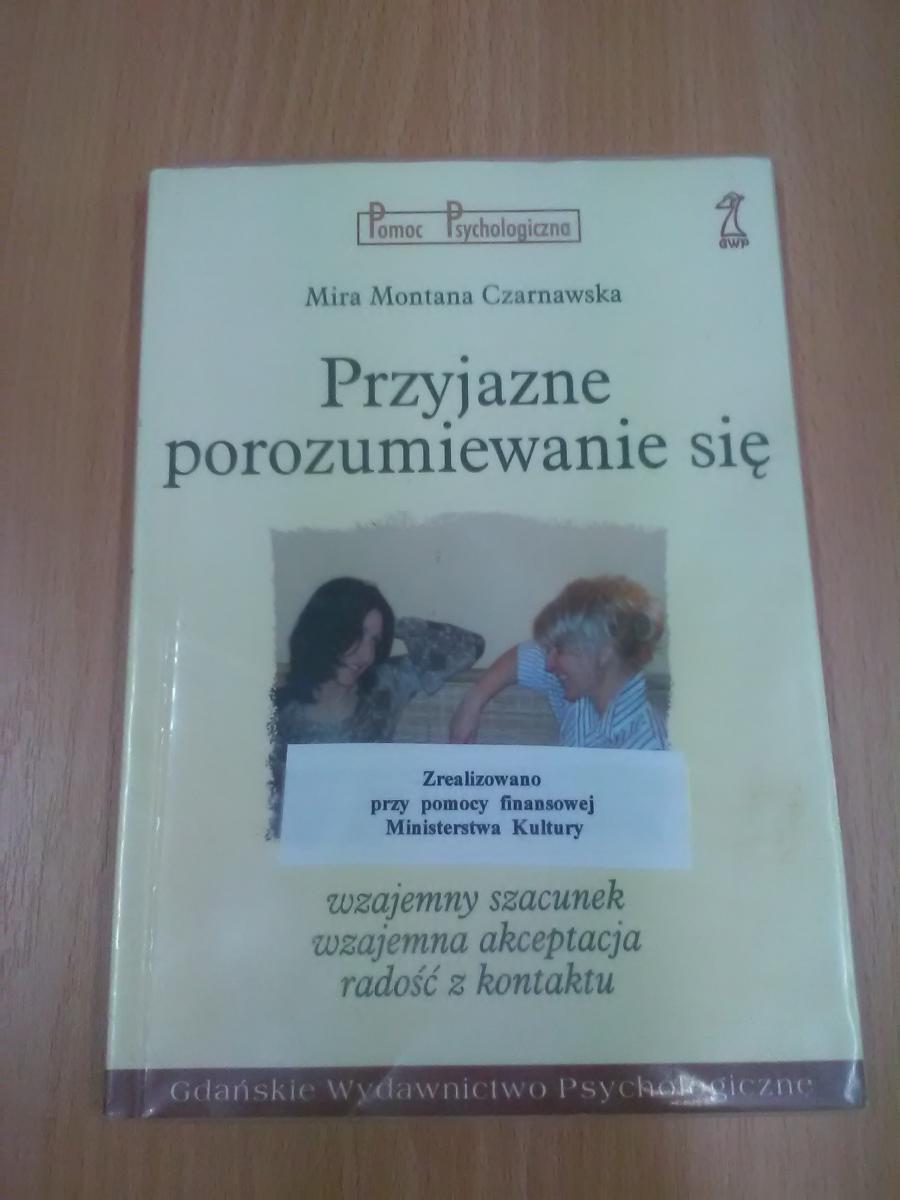 Pomoc Psychologiczna
GWP
Mira Montana Czarnawska
Przyjazne
porozumiewanie się
Zrealizowano
przy pomocy finansowej
Ministerstwa Kultury
wzajemny szacunek
wzajemna akceptacja
radość z kontaktu
Gdańskie Wydawnictwo Psychologiczne